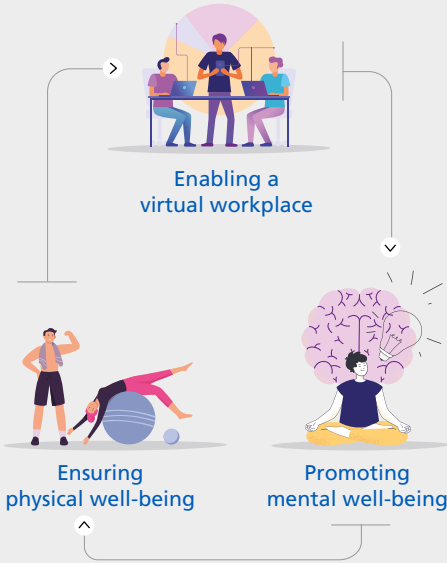 Enabling a
virtual workplace
Ensuring
physical well-being
Promoting
mental well-being